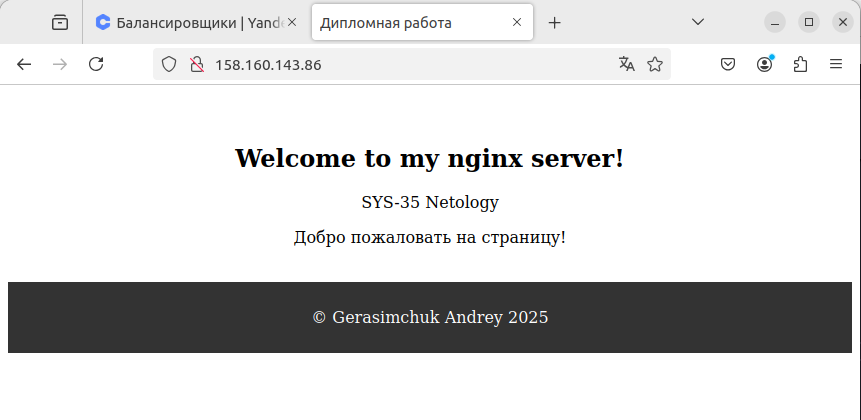 Балансировщики | Yande
Дипломная работа
158.160.143.86
Welcome to my nginx server!
SYS-35 Netology
Добро пожаловать на страницу!
© Gerasimchuk Andrey 2025